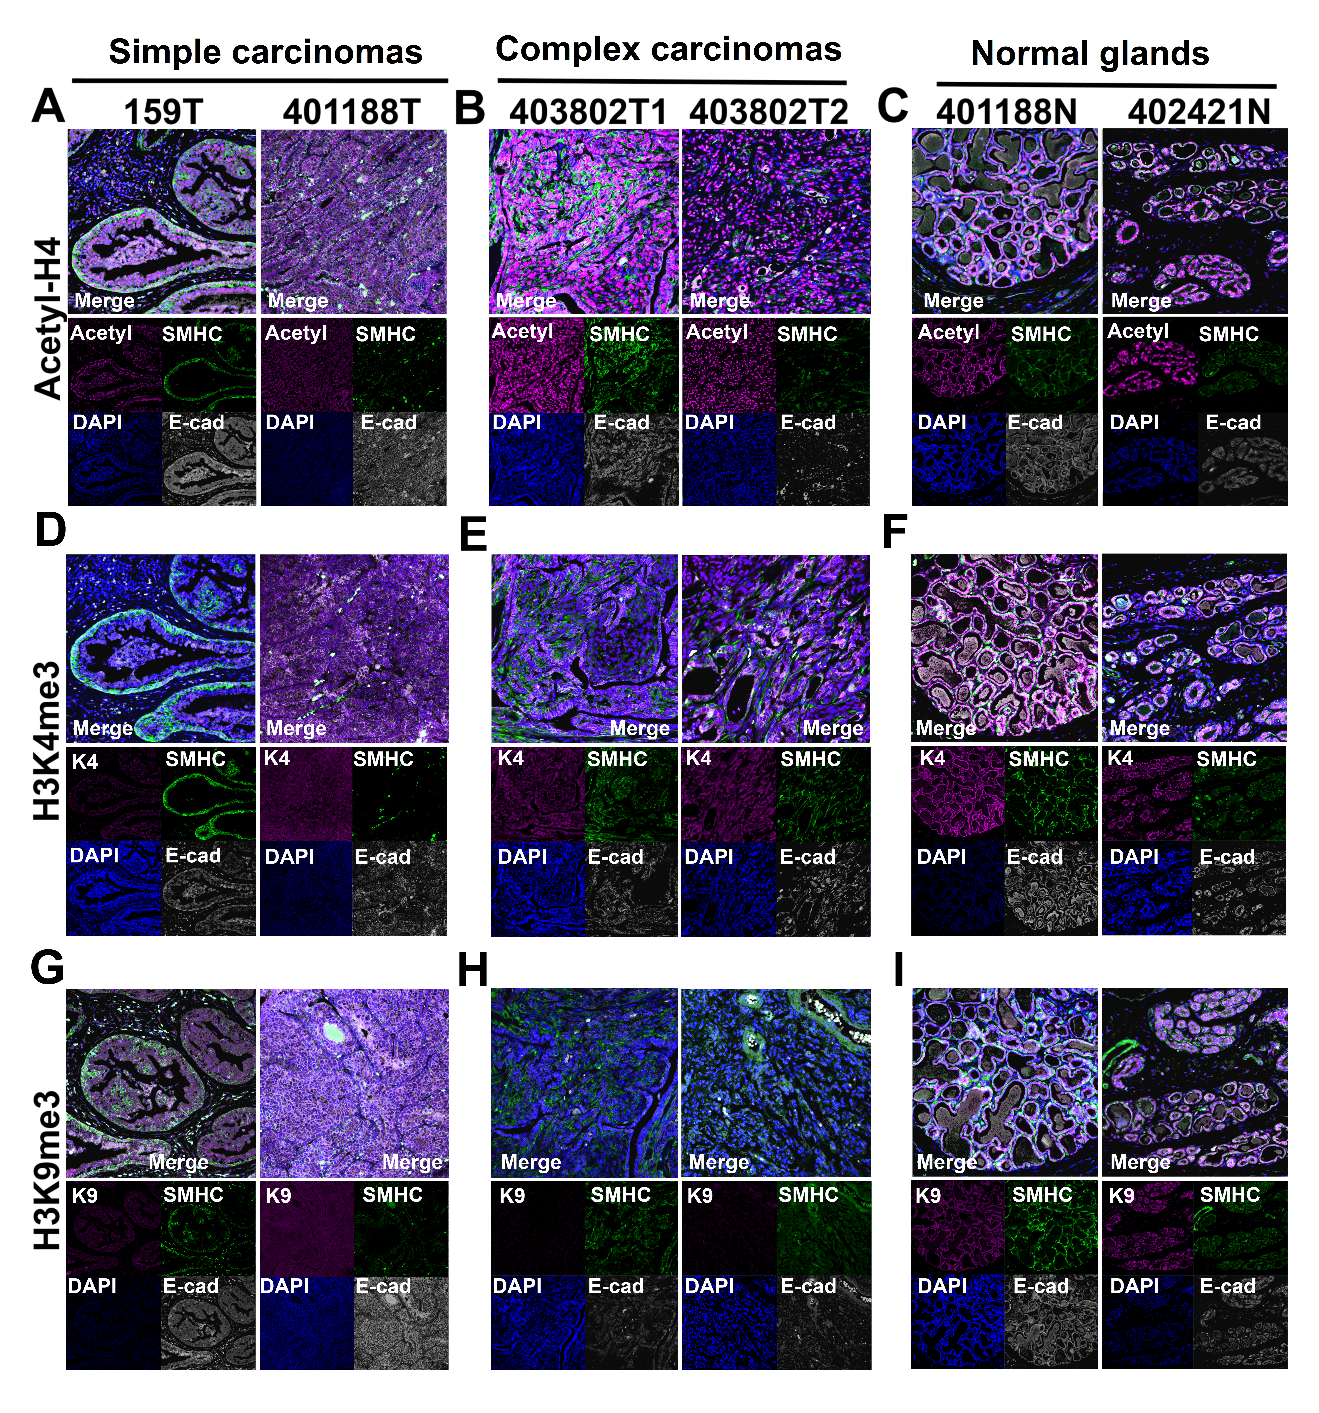 Simple carcinomas
Complex carcinomas
Normal glands
A
159T
401188T
B
403802T1
403802T2
C
401188N
402421N
Acetyl-H4
Merge
Merge
Merge
Merge
Merge
Merge
Acetyl
SMHC
Acetyl
SMHC
Acetyl
SMHC
Acetyl
SMHC
Acetyl
SMHC
Acetyl
SMHC
DAPI
E-cad
DAPI
E-cad
DAPI
E-cad
DAPI
E-cad
DAPI
E-cad
DAPI
E-cad
D
E
F
H3K4me3
Merge
Merge
Merge
Merge
Merge
Merge
K4
SMHC
K4
SMHC
K4
SMHC
K4
SMHC
K4
SMHC
K4
SMHC
DAPI
E-cad
DAPI
E-cad
DAPI
E-cad
DAPI
E-cad
DAPI
E-cad
DAPI
E-cad
G
H
I
H3K9me3
Merge
Merge
Merge
Merge
Merge
Merge
K9
SMHC
K9
SMHC
K9
SMHC
K9
SMHC
K9
SMHC
K9
SMHC
DAPI
E-cad
DAPI
E-cad
DAPI
E-cad
DAPI
E-cad
DAPI
E-cad
DAPI
E-cad